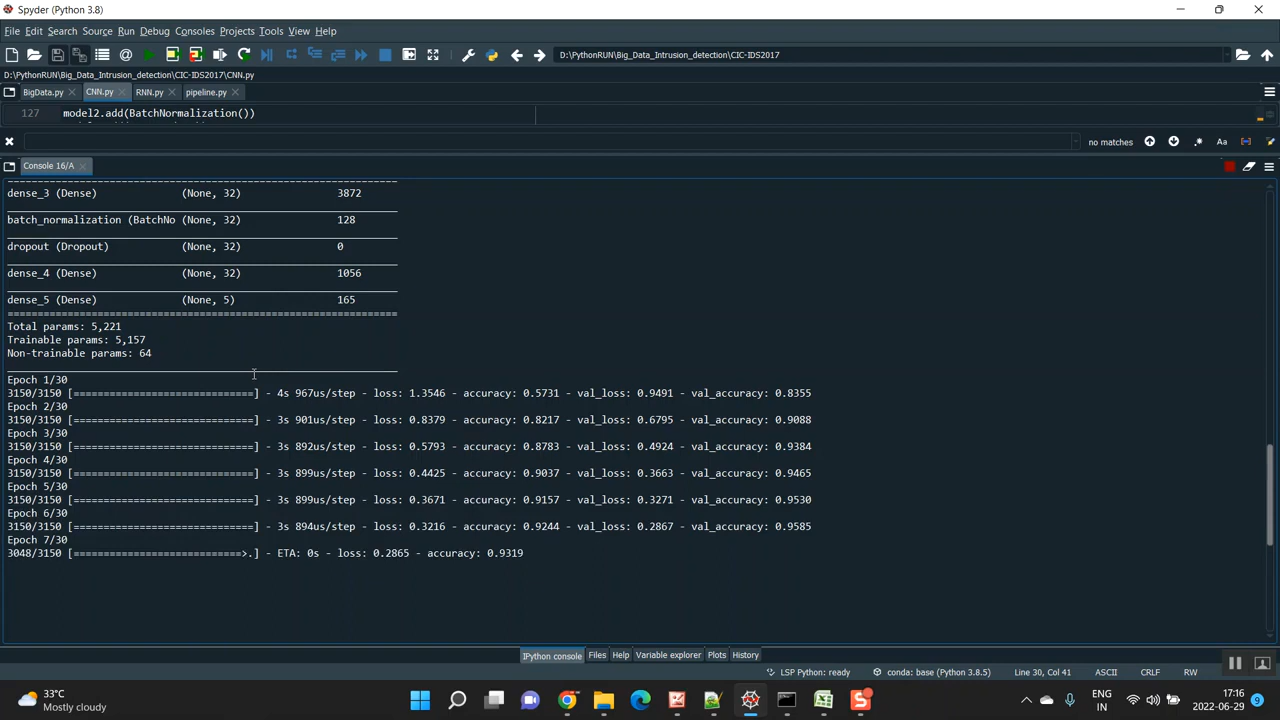 Spyder (Python 3.8)
File Edit Search Source Run Debug Consoles Projects Tools View Help
D:\PythonRUN\Big_Data_Intrusion_detection\CIC-IDS2017
D:\PythonRUN\Big_Data_Intrusion_detection\CIC-IDS2017\CNN.py
BigData.py CNN.py RNN.py pipeline.py
127 model2.add(BatchNormalization())
no matches Aa
Console 16/A
dense_3 (Dense) (None, 32) 3872
batch_normalization (BatchNo (None, 32) 128
dropout (Dropout) (None, 32) 0
dense_4 (Dense) (None, 32) 1056
dense_5 (Dense) (None, 5) 165
=================================================================
Total params: 5,221
Trainable params: 5,157
Non-trainable params: 64
Epoch 1/30
3150/3150 [==============================] - 4s 967us/step - loss: 1.3546 - accuracy: 0.5731 - val_loss: 0.9491 - val_accuracy: 0.8355
Epoch 2/30
3150/3150 [==============================] - 3s 901us/step - loss: 0.8379 - accuracy: 0.8217 - val_loss: 0.6795 - val_accuracy: 0.9088
Epoch 3/30
3150/3150 [==============================] - 3s 892us/step - loss: 0.5793 - accuracy: 0.8783 - val_loss: 0.4924 - val_accuracy: 0.9384
Epoch 4/30
3150/3150 [==============================] - 3s 899us/step - loss: 0.4425 - accuracy: 0.9037 - val_loss: 0.3663 - val_accuracy: 0.9465
Epoch 5/30
3150/3150 [==============================] - 3s 899us/step - loss: 0.3671 - accuracy: 0.9157 - val_loss: 0.3271 - val_accuracy: 0.9530
Epoch 6/30
3150/3150 [==============================] - 3s 894us/step - loss: 0.3216 - accuracy: 0.9244 - val_loss: 0.2867 - val_accuracy: 0.9585
Epoch 7/30
3048/3150 [============================>.] - ETA: 0s - loss: 0.2865 - accuracy: 0.9319
IPython console Files Help Variable explorer Plots History
LSP Python: ready conda: base (Python 3.8.5) Line 30, Col 41 ASCII CRLF RW
33°C
Mostly cloudy
ENG
IN
17:16
2022-06-29
9